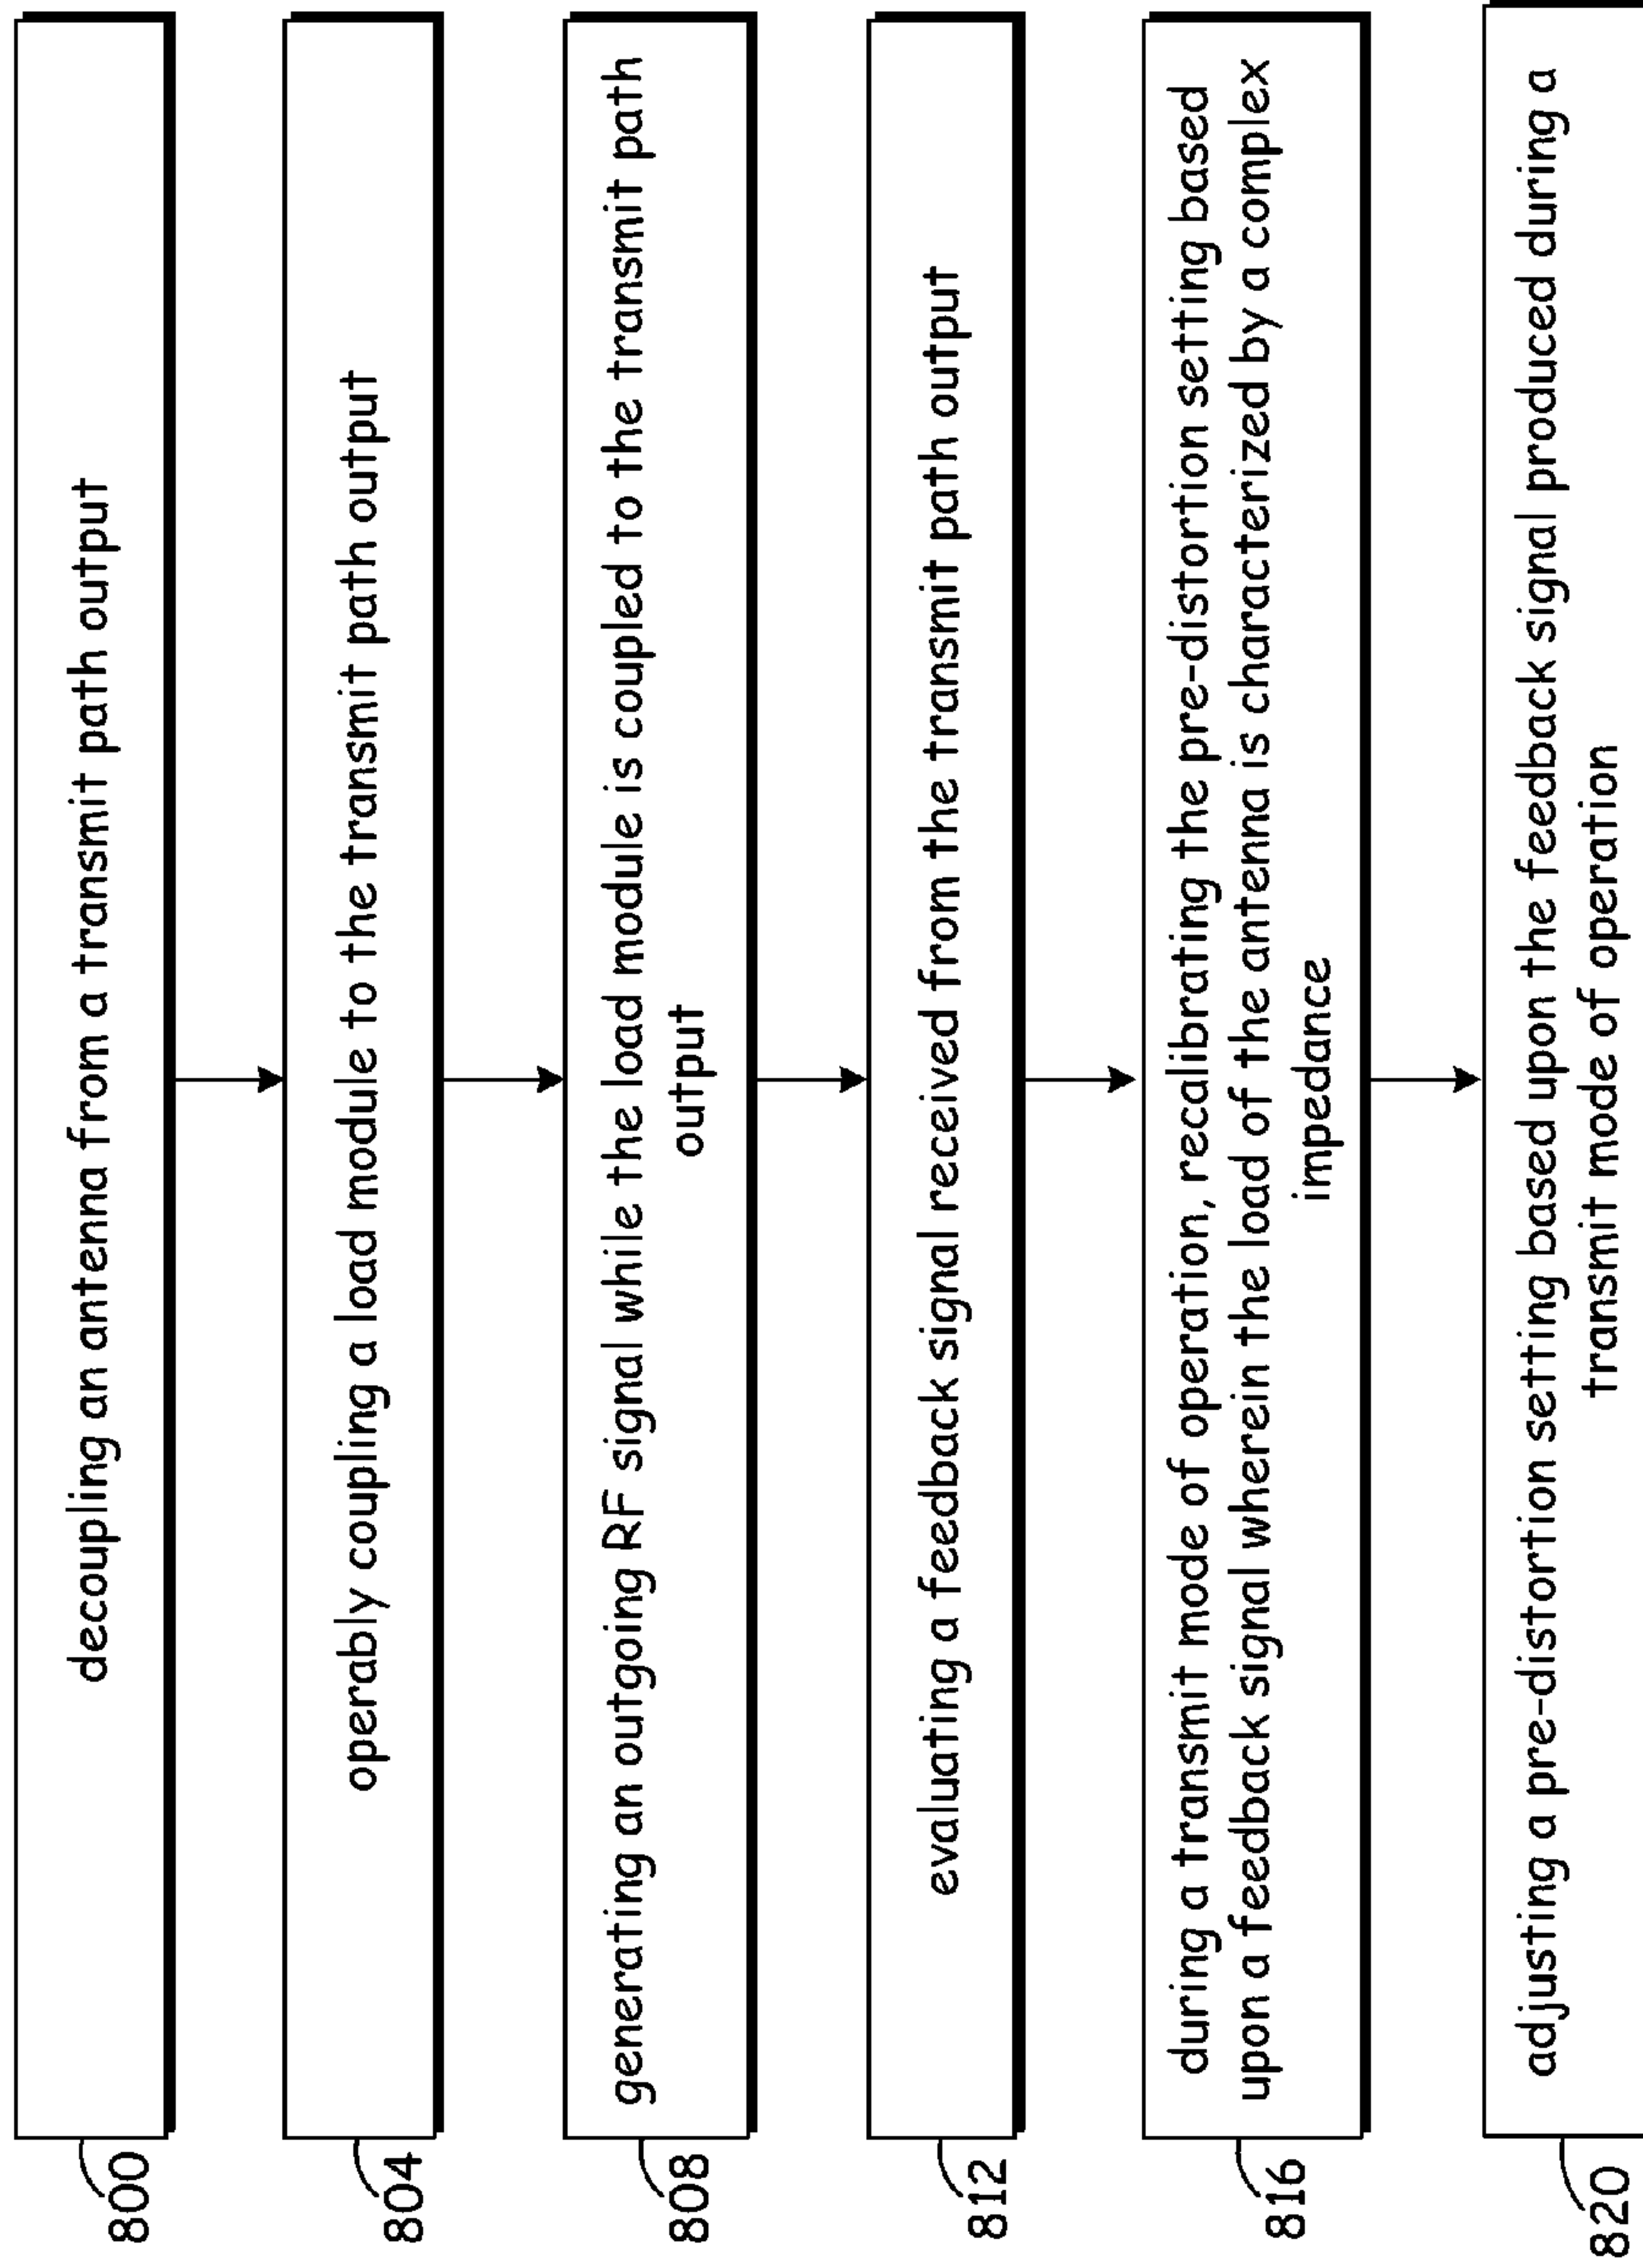 decoupling an antenna from a transmit path output
800
operably coupling a load module to the transmit path output
804
generating an outgoing RF signal while the load module is coupled to the transmit path
output
808
evaluating a feedback signal received from the transmit path output
812
during a transmit mode of operation, recalibrating the pre-distortion setting based
upon a feedback signal wherein the load of the antenna is characterized by a complex
impedance
816
adjusting a pre-distortion setting based upon the feedback signal produced during a
transmit mode of operation
820